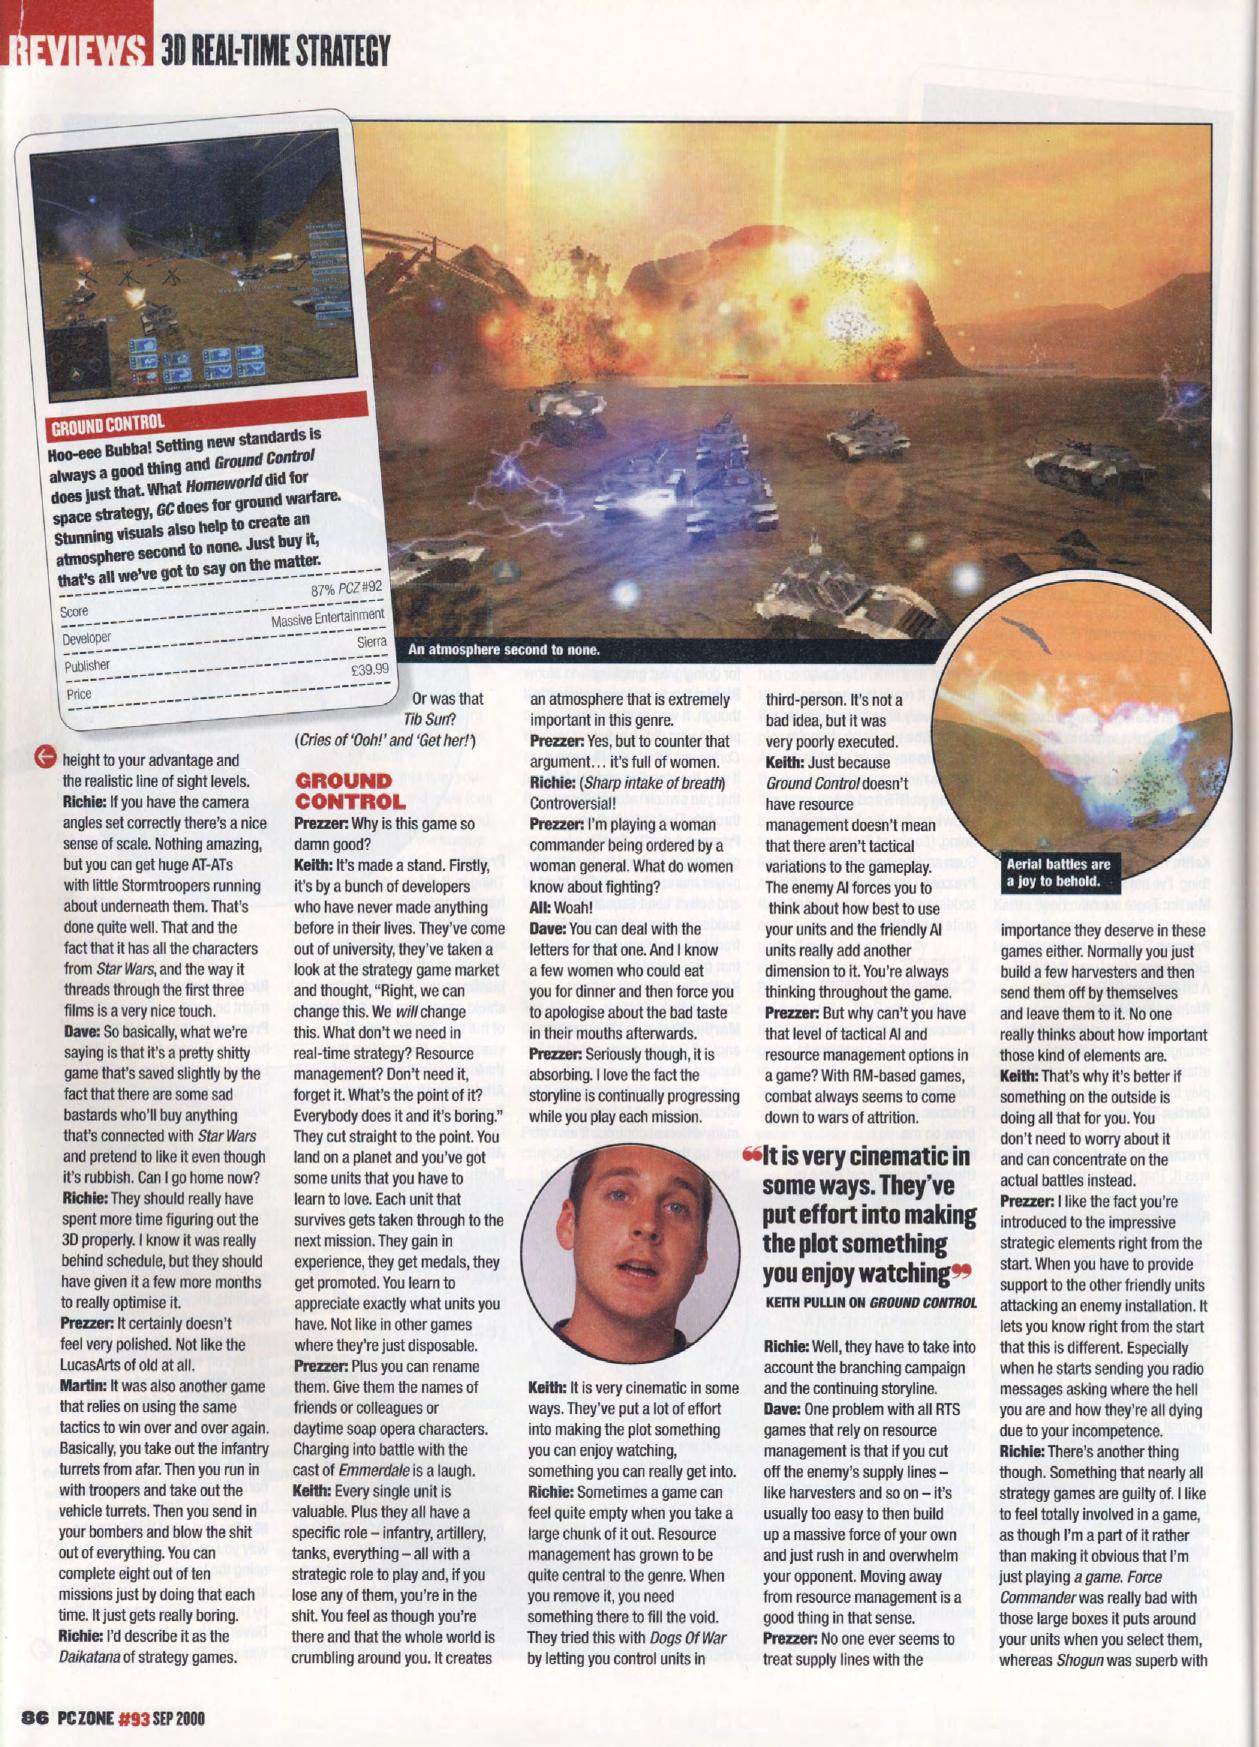 REVIEWS 3D REAL-TIME STRATEGY
GROUND CONTROL
Hoo-eee Bubba! Setting new standards is
always a good thing and Ground Control
does just that. What Homeworld did for
space strategy, GC does for ground warfare.
Stunning visuals also help to create an
atmosphere second to none. Just buy it,
that's all we've got to say on the matter.
Score 87% PCZ #92
Developer Massive Entertainment
Publisher Sierra
Price £39.99
An atmosphere second to none.
Aerial battles are
a joy to behold.
height to your advantage and
the realistic line of sight levels.
Richie: If you have the camera
angles set correctly there's a nice
sense of scale. Nothing amazing,
but you can get huge AT-ATs
with little Stormtroopers running
about underneath them. That's
done quite well. That and the
fact that it has all the characters
from Star Wars, and the way it
threads through the first three
films is a very nice touch.
Dave: So basically, what we're
saying is that it's a pretty shitty
game that's saved slightly by the
fact that there are some sad
bastards who'll buy anything
that's connected with Star Wars
and pretend to like it even though
it's rubbish. Can I go home now?
Richie: They should really have
spent more time figuring out the
3D properly. I know it was really
behind schedule, but they should
have given it a few more months
to really optimise it.
Prezzer: It certainly doesn't
feel very polished. Not like the
LucasArts of old at all.
Martin: It was also another game
that relies on using the same
tactics to win over and over again.
Basically, you take out the infantry
turrets from afar. Then you run in
with troopers and take out the
vehicle turrets. Then you send in
your bombers and blow the shit
out of everything. You can
complete eight out of ten
missions just by doing that each
time. It just gets really boring.
Richie: I'd describe it as the
Daikatana of strategy games.
Or was that
Tib Sun?
(Cries of 'Ooh!' and 'Get her!')
GROUND
CONTROL
Prezzer: Why is this game so
damn good?
Keith: It's made a stand. Firstly,
it's by a bunch of developers
who have never made anything
before in their lives. They've come
out of university, they've taken a
look at the strategy game market
and thought, "Right, we can
change this. We will change
this. What don't we need in
real-time strategy? Resource
management? Don't need it,
forget it. What's the point of it?
Everybody does it and it's boring."
They cut straight to the point. You
land on a planet and you've got
some units that you have to
learn to love. Each unit that
survives gets taken through to the
next mission. They gain in
experience, they get medals, they
get promoted. You learn to
appreciate exactly what units you
have. Not like in other games
where they're just disposable.
Prezzer: Plus you can rename
them. Give them the names of
friends or colleagues or
daytime soap opera characters.
Charging into battle with the
cast of Emmerdale is a laugh.
Keith: Every single unit is
valuable. Plus they all have a
specific role – infantry, artillery,
tanks, everything – all with a
strategic role to play and, if you
lose any of them, you're in the
shit. You feel as though you're
there and that the whole world is
crumbling around you. It creates
an atmosphere that is extremely
important in this genre.
Prezzer: Yes, but to counter that
argument... it's full of women.
Richie: (Sharp intake of breath)
Controversial!
Prezzer: I'm playing a woman
commander being ordered by a
woman general. What do women
know about fighting?
All: Woah!
Dave: You can deal with the
letters for that one. And I know
a few women who could eat
you for dinner and then force you
to apologise about the bad taste
in their mouths afterwards.
Prezzer: Seriously though, it is
absorbing. I love the fact the
storyline is continually progressing
while you play each mission.
Keith: It is very cinematic in some
ways. They've put a lot of effort
into making the plot something
you can enjoy watching,
something you can really get into.
Richie: Sometimes a game can
feel quite empty when you take a
large chunk of it out. Resource
management has grown to be
quite central to the genre. When
you remove it, you need
something there to fill the void.
They tried this with Dogs Of War
by letting you control units in
third-person. It's not a
bad idea, but it was
very poorly executed.
Keith: Just because
Ground Control doesn't
have resource
management doesn't mean
that there aren't tactical
variations to the gameplay.
The enemy AI forces you to
think about how best to use
your units and the friendly AI
units really add another
dimension to it. You're always
thinking throughout the game.
Prezzer: But why can't you have
that level of tactical AI and
resource management options in
a game? With RM-based games,
combat always seems to come
down to wars of attrition.
“It is very cinematic in
some ways. They've
put effort into making
the plot something
you enjoy watching”
KEITH PULLIN ON GROUND CONTROL
Richie: Well, they have to take into
account the branching campaign
and the continuing storyline.
Dave: One problem with all RTS
games that rely on resource
management is that if you cut
off the enemy's supply lines –
like harvesters and so on – it's
usually too easy to then build
up a massive force of your own
and just rush in and overwhelm
your opponent. Moving away
from resource management is a
good thing in that sense.
Prezzer: No one ever seems to
treat supply lines with the
importance they deserve in these
games either. Normally you just
build a few harvesters and then
send them off by themselves
and leave them to it. No one
really thinks about how important
those kind of elements are.
Keith: That's why it's better if
something on the outside is
doing all that for you. You
don't need to worry about it
and can concentrate on the
actual battles instead.
Prezzer: I like the fact you're
introduced to the impressive
strategic elements right from the
start. When you have to provide
support to the other friendly units
attacking an enemy installation. It
lets you know right from the start
that this is different. Especially
when he starts sending you radio
messages asking where the hell
you are and how they're all dying
due to your incompetence.
Richie: There's another thing
though. Something that nearly all
strategy games are guilty of. I like
to feel totally involved in a game,
as though I'm a part of it rather
than making it obvious that I'm
just playing a game. Force
Commander was really bad with
those large boxes it puts around
your units when you select them,
whereas Shogun was superb with
86 PCZONE #93 SEP 2000